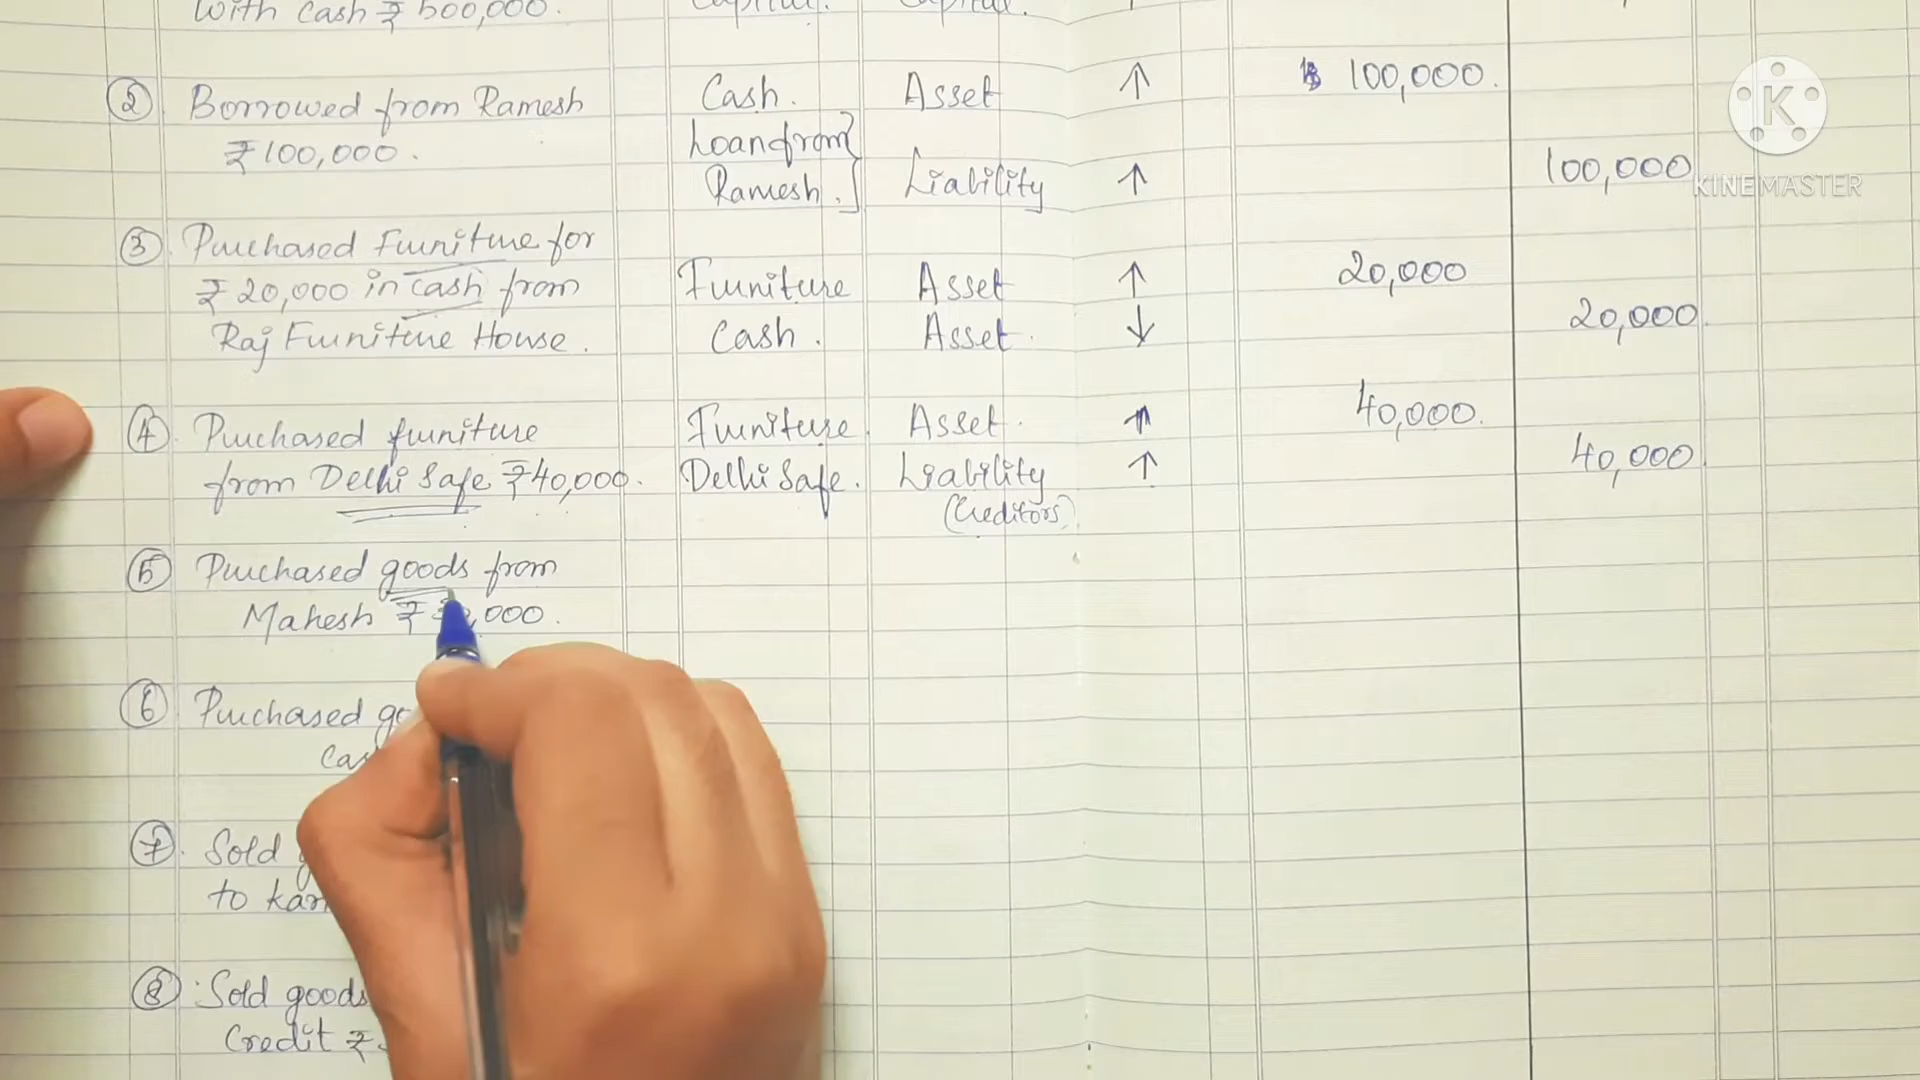 with cash ₹ 500,000. Capital. Capital.
② Borrowed from Ramesh Cash. Asset ↑ 100,000.
₹ 100,000. Loan from
Ramesh. Liability ↑ 100,000
③ Purchased Furniture for
₹ 20,000 in cash from Furniture Asset ↑ 20,000
Raj Furniture House. Cash. Asset. ↓ 20,000
④ Purchased furniture Furniture Asset. ↑ 40,000.
from Delhi Safe ₹40,000. Delhi Safe. Liability ↑ 40,000
(Creditors)
⑤ Purchased goods from
Mahesh ₹
⑥ Purchased
⑦ Sold
to
⑧ Sold goods
Credit ₹
K
KINEMASTER